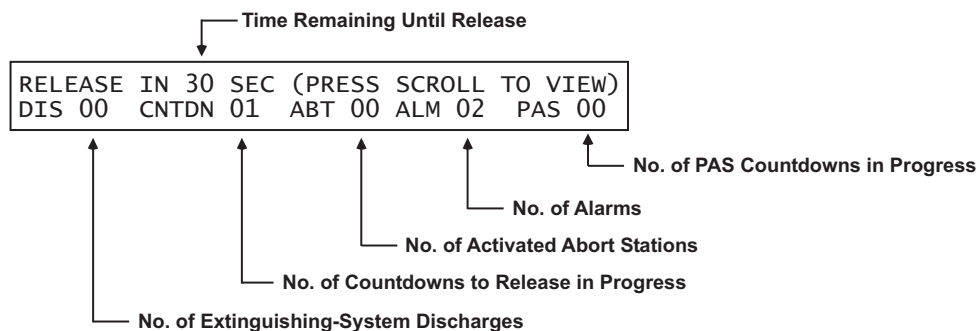 Time Remaining Until Release
RELEASE IN 30 SEC (PRESS SCROLL TO VIEW)
DIS 00 CNTDN 01 ABT 00 ALM 02 PAS 00
No. of PAS Countdowns in Progress
No. of Alarms
No. of Activated Abort Stations
No. of Countdowns to Release in Progress
No. of Extinguishing-System Discharges